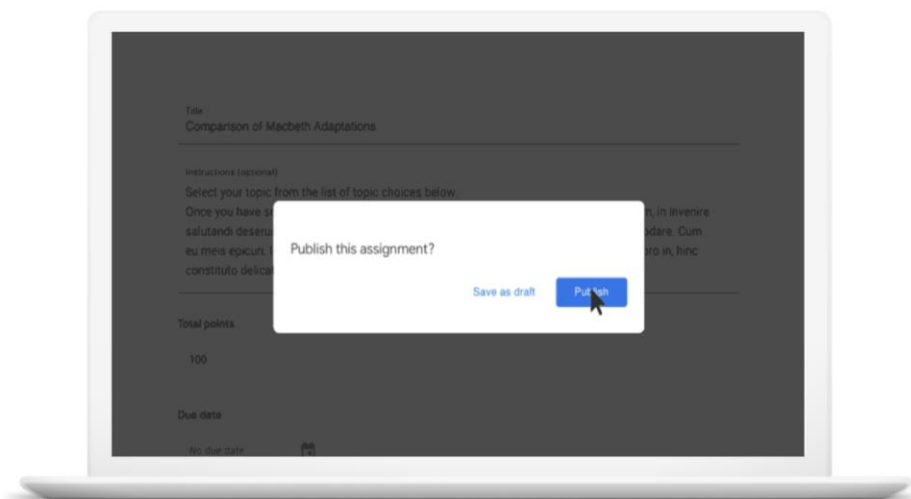 Title
Comparison of Macbeth Adaptations
Instructions (optional)
Select your topic from the list of topic choices below.
Once you have in invenire
salutandi Cum
eu meis epicuri. in, hinc
constituto
Publish this assignment?
Save as draft Publish
Total points
100
Due date
No due date